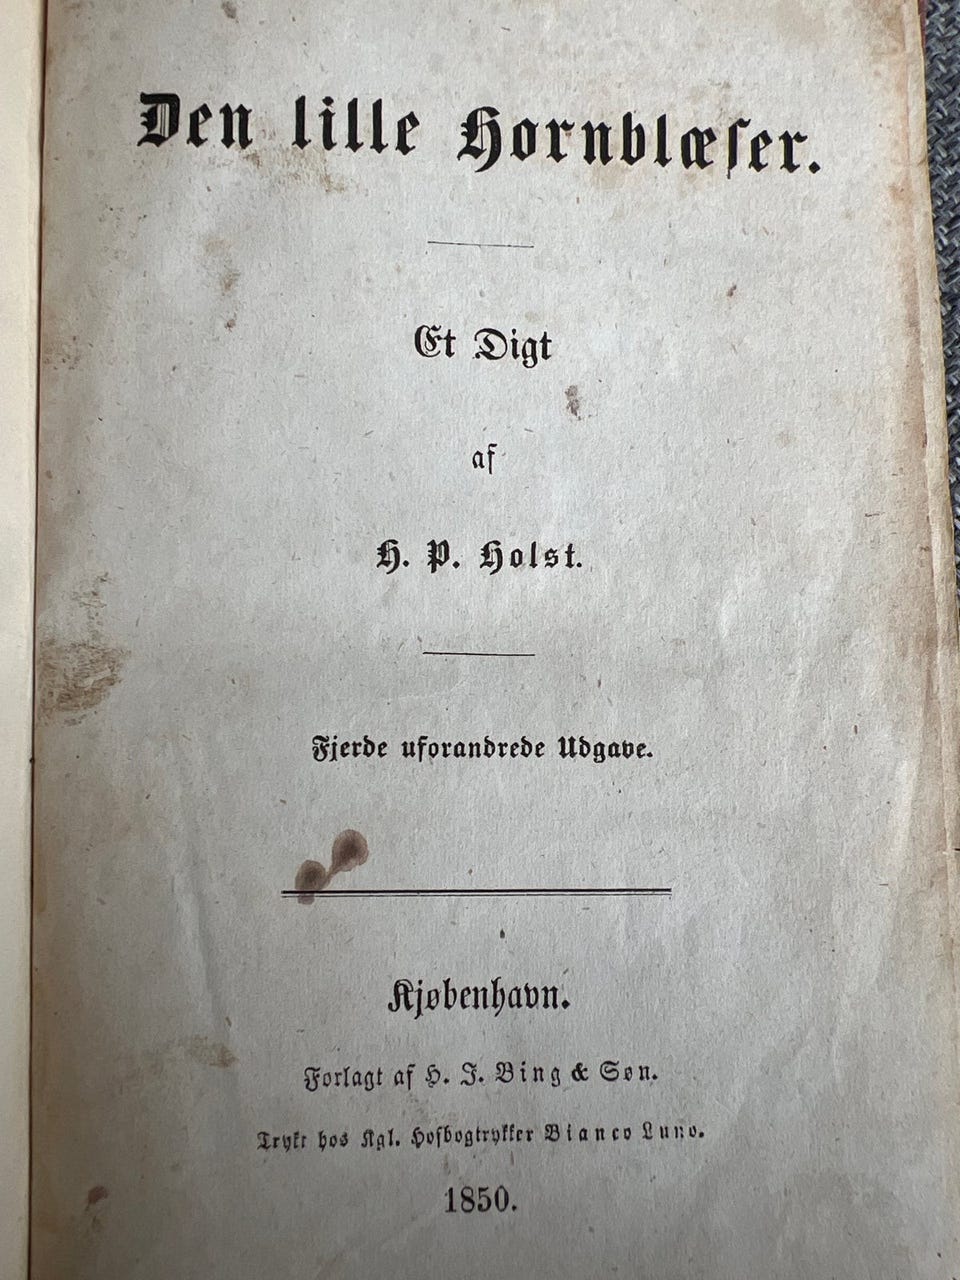 Den lille Hornblæſer.
Et Digt
af
H. P. Holst.
Fjerde uforandrede Udgave.
Kjøbenhavn.
Forlagt af H. J. Bing & Søn.
Trykt hos Kgl. Hofbogtrykker Bianco Luno.
1850.